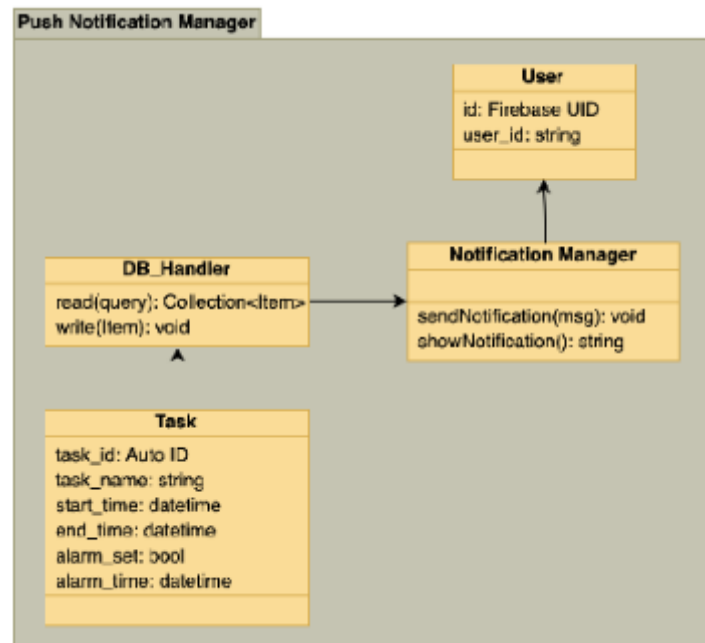 Push Notification Manager
User
id: Firebase UID
user_id: string
DB_Handler
read(query): Collection<Item>
write(Item): void
Notification Manager
sendNotification(msg): void
showNotification(): string
Task
task_id: Auto ID
task_name: string
start_time: datetime
end_time: datetime
alarm_set: bool
alarm_time: datetime